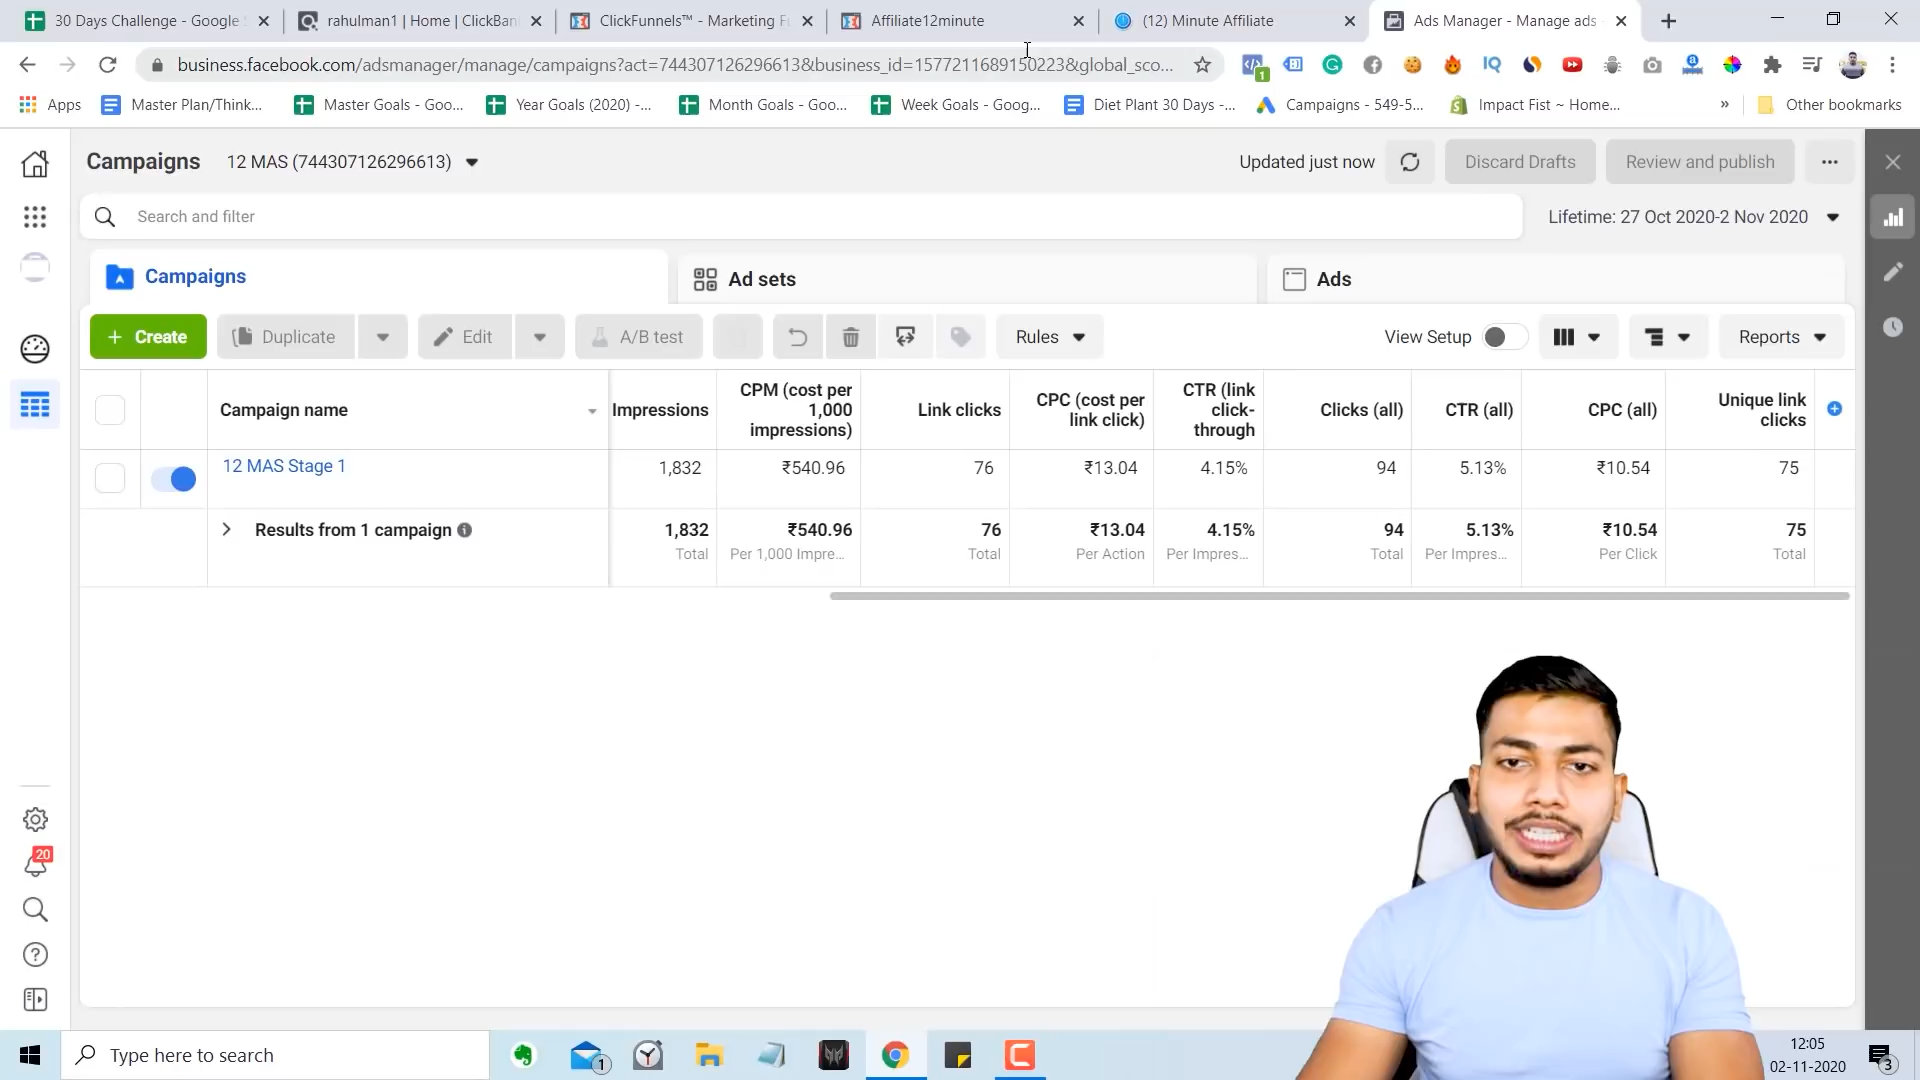 30 Days Challenge - Google S
rahulman1 | Home | ClickBan
ClickFunnels™ - Marketing F
Affiliate12minute
(12) Minute Affiliate
Ads Manager - Manage ads -
business.facebook.com/adsmanager/manage/campaigns?act=744307126296613&business_id=1577211689150223&global_sco...
1
IQ
Apps
Master Plan/Think...
Master Goals - Goo...
Year Goals (2020) -...
Month Goals - Goo...
Week Goals - Goog...
Diet Plant 30 Days -...
Campaigns - 549-5...
Impact Fist ~ Home...
»
Other bookmarks
Campaigns
12 MAS (744307126296613)
Updated just now
Discard Drafts
Review and publish
Search and filter
Lifetime: 27 Oct 2020-2 Nov 2020
Campaigns
Ad sets
Ads
+ Create
Duplicate
Edit
A/B test
Rules
View Setup
Reports
Campaign name
Impressions
CPM (cost per
1,000
impressions)
Link clicks
CPC (cost per
link click)
CTR (link
click-
through
Clicks (all)
CTR (all)
CPC (all)
Unique link
clicks
12 MAS Stage 1
1,832
₹540.96
76
₹13.04
4.15%
94
5.13%
₹10.54
75
Results from 1 campaign
1,832
₹540.96
76
₹13.04
4.15%
94
5.13%
₹10.54
75
Total
Per 1,000 Impre...
Total
Per Action
Per Impres...
Total
Per Impres...
Per Click
Total
20
Type here to search
1
12:05
02-11-2020
3